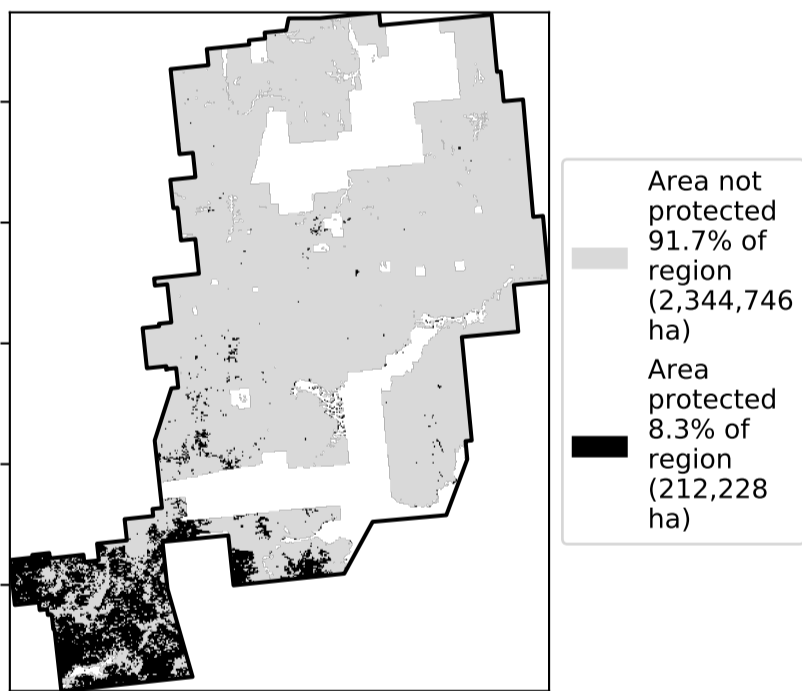 Area not
protected
91.7% of
region
(2,344,746
ha)
Area
protected
8.3% of
region
(212,228
ha)